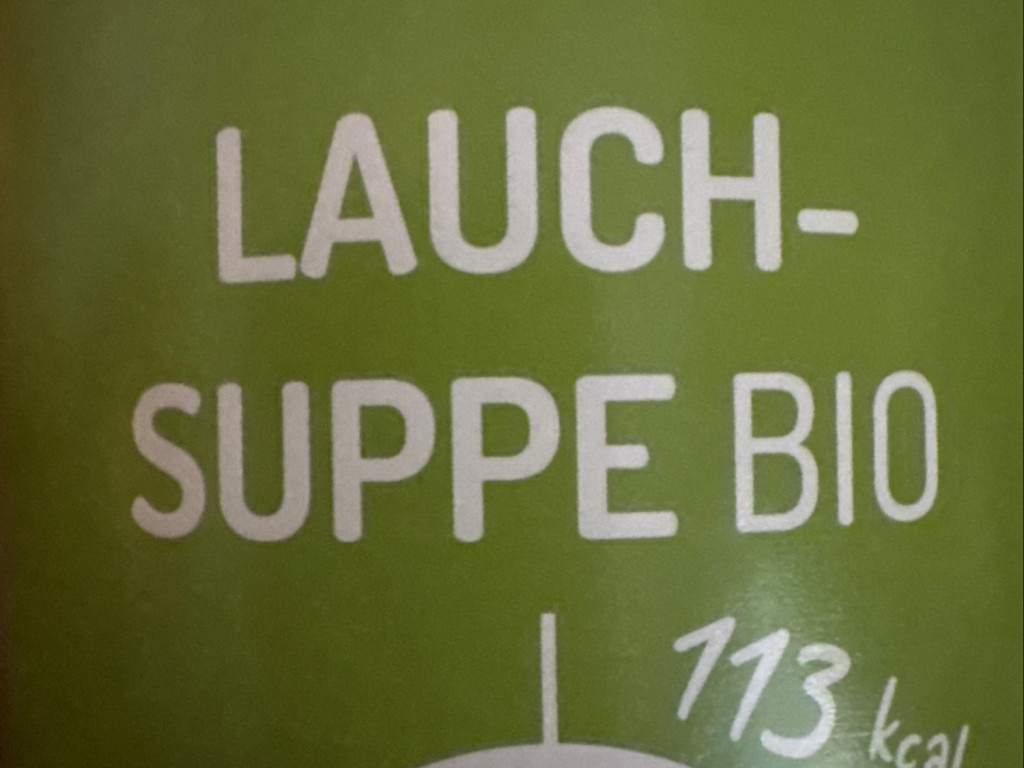 LAUCH-
SUPPE BIO
113 kcal